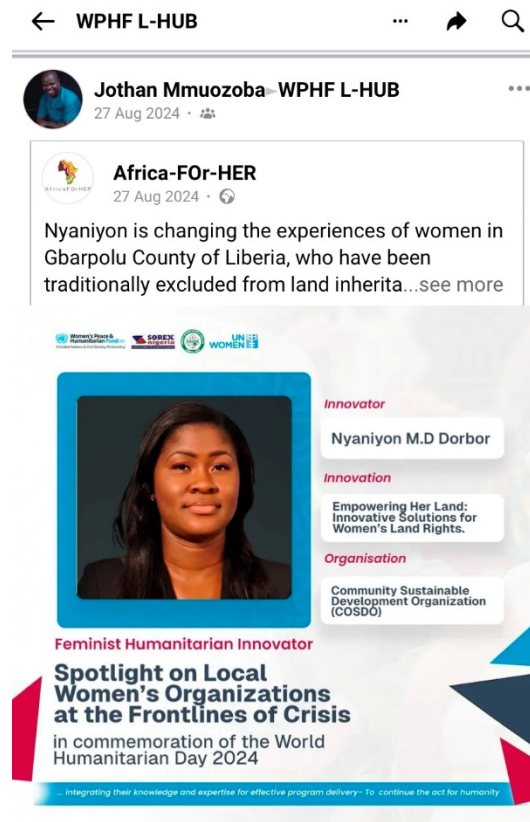 WPHF L-HUB
Jothan Mmuozoba WPHF L-HUB
27 Aug 2024
AFRICAFORHER
Africa-FOr-HER
27 Aug 2024
Nyaniyon is changing the experiences of women in
Gbarpolu County of Liberia, who have been
traditionally excluded from land inherita...see more
Women's Peace &
Humanitarian Fund
SOREX
nigeria
UN
WOMEN
Innovator
Nyaniyon M.D Dorbor
Innovation
Empowering Her Land:
Innovative Solutions for
Women's Land Rights.
Organisation
Community Sustainable
Development Organization
(COSDO)
Feminist Humanitarian Innovator
Spotlight on Local
Women's Organizations
at the Frontlines of Crisis
in commemoration of the World
Humanitarian Day 2024
... integrating their knowledge and expertise for effective program delivery- To continue the act for humanity